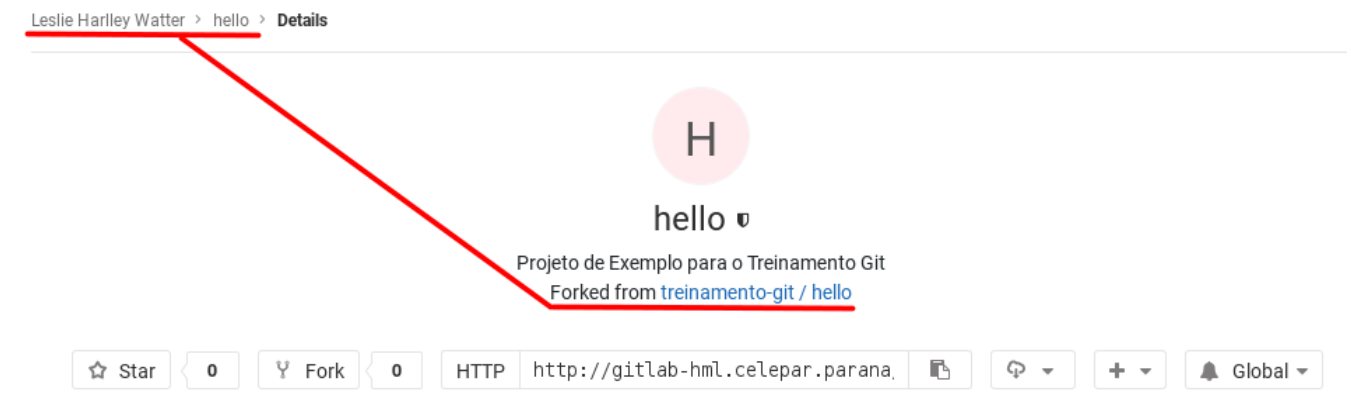 Leslie Harlley Watter > hello > Details
H
hello
Projeto de Exemplo para o Treinamento Git
Forked from treinamento-git / hello
Star 0 Fork 0 HTTP http://gitlab-hml.celepar.parana. Global